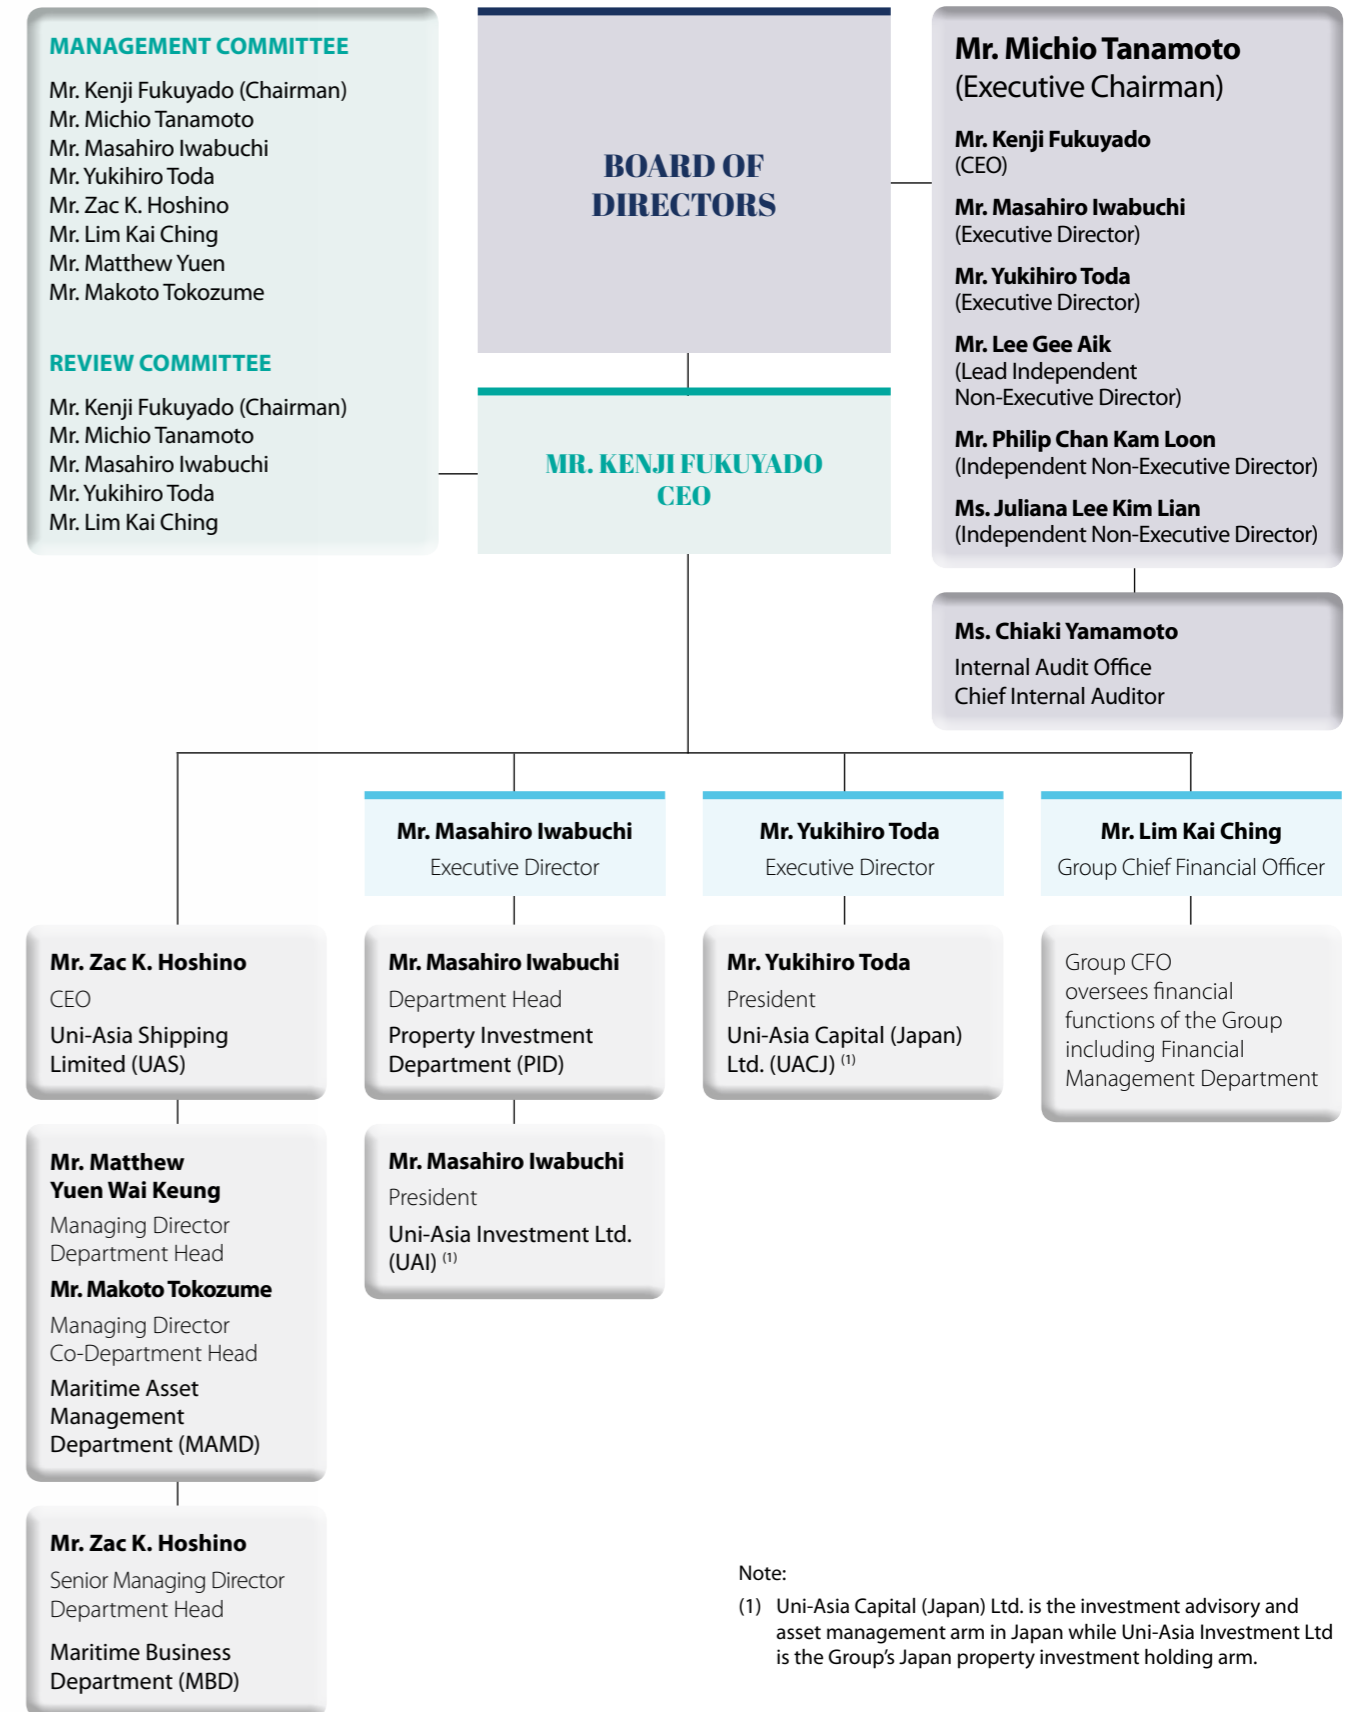 MANAGEMENT COMMITTEE
Mr. Kenji Fukuyado (Chairman)
Mr. Michio Tanamoto
Mr. Masahiro Iwabuchi
Mr. Yukihiro Toda
Mr. Zac K. Hoshino
Mr. Lim Kai Ching
Mr. Matthew Yuen
Mr. Makoto Tokozume
REVIEW COMMITTEE
Mr. Kenji Fukuyado (Chairman)
Mr. Michio Tanamoto
Mr. Masahiro Iwabuchi
Mr. Yukihiro Toda
Mr. Lim Kai Ching
BOARD OF
DIRECTORS
MR. KENJI FUKUYADO
CEO
Mr. Michio Tanamoto
(Executive Chairman)
Mr. Kenji Fukuyado
(CEO)
Mr. Masahiro Iwabuchi
(Executive Director)
Mr. Yukihiro Toda
(Executive Director)
Mr. Lee Gee Aik
(Lead Independent
Non-Executive Director)
Mr. Philip Chan Kam Loon
(Independent Non-Executive Director)
Ms. Juliana Lee Kim Lian
(Independent Non-Executive Director)
Ms. Chiaki Yamamoto
Internal Audit Office
Chief Internal Auditor
Mr. Masahiro Iwabuchi
Executive Director
Mr. Yukihiro Toda
Executive Director
Mr. Lim Kai Ching
Group Chief Financial Officer
Mr. Zac K. Hoshino
CEO
Uni-Asia Shipping
Limited (UAS)
Mr. Matthew
Yuen Wai Keung
Managing Director
Department Head
Mr. Makoto Tokozume
Managing Director
Co-Department Head
Maritime Asset
Management
Department (MAMD)
Mr. Zac K. Hoshino
Senior Managing Director
Department Head
Maritime Business
Department (MBD)
Mr. Masahiro Iwabuchi
Department Head
Property Investment
Department (PID)
Mr. Masahiro Iwabuchi
President
Uni-Asia Investment Ltd.
(UAI) (1)
Mr. Yukihiro Toda
President
Uni-Asia Capital (Japan)
Ltd. (UACJ) (1)
Group CFO
oversees financial
functions of the Group
including Financial
Management Department
Note:
(1) Uni-Asia Capital (Japan) Ltd. is the investment advisory and
asset management arm in Japan while Uni-Asia Investment Ltd
is the Group's Japan property investment holding arm.